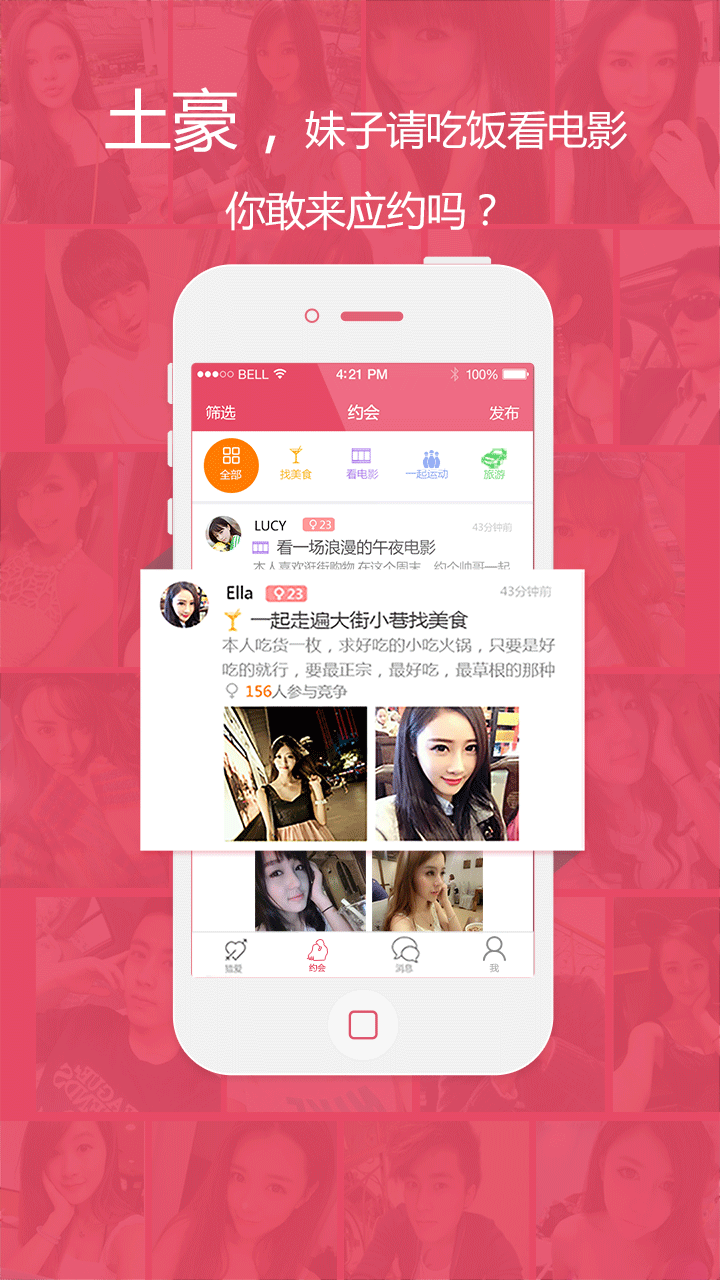 土豪，妹子请吃饭看电影
你敢来应约吗？
BELL 4:21 PM 100%
筛选 约会 发布
全部 找美食 看电影 一起运动 旅游
LUCY 23 43分钟前
看一场浪漫的午夜电影
本人喜欢逛街购物,在这个周末，约个帅哥一起
Ella 23 43分钟前
一起走遍大街小巷找美食
本人吃货一枚，求好吃的小吃火锅，只要是好
吃的就行，要最正宗，最好吃，最草根的那种
156人参与竞争
约会 消息 我